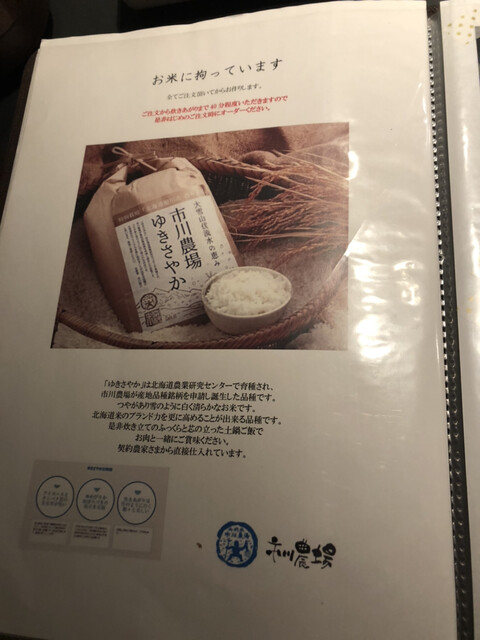 お米に拘っています
全てご注文頂いてからお作りします。
ご注文から炊きあがりまで40分程度いただきますので
是非はじめのご注文時にオーダーください。
大雪山伏流水の恵み
市川農場
ゆきさやか
「ゆきさやか」は北海道農業研究センターで育種され、
市川農場が産地品種銘柄を申請し誕生した品種です。
つやがあり雪のように白く清らかなお米です。
北海道米のブランド力を更に高めることが出来る品種です。
是非炊き立てのふっくらと芯の立った土鍋ご飯で
お肉と一緒にご賞味ください。
契約農家さまから直接仕入れています。
市川農場